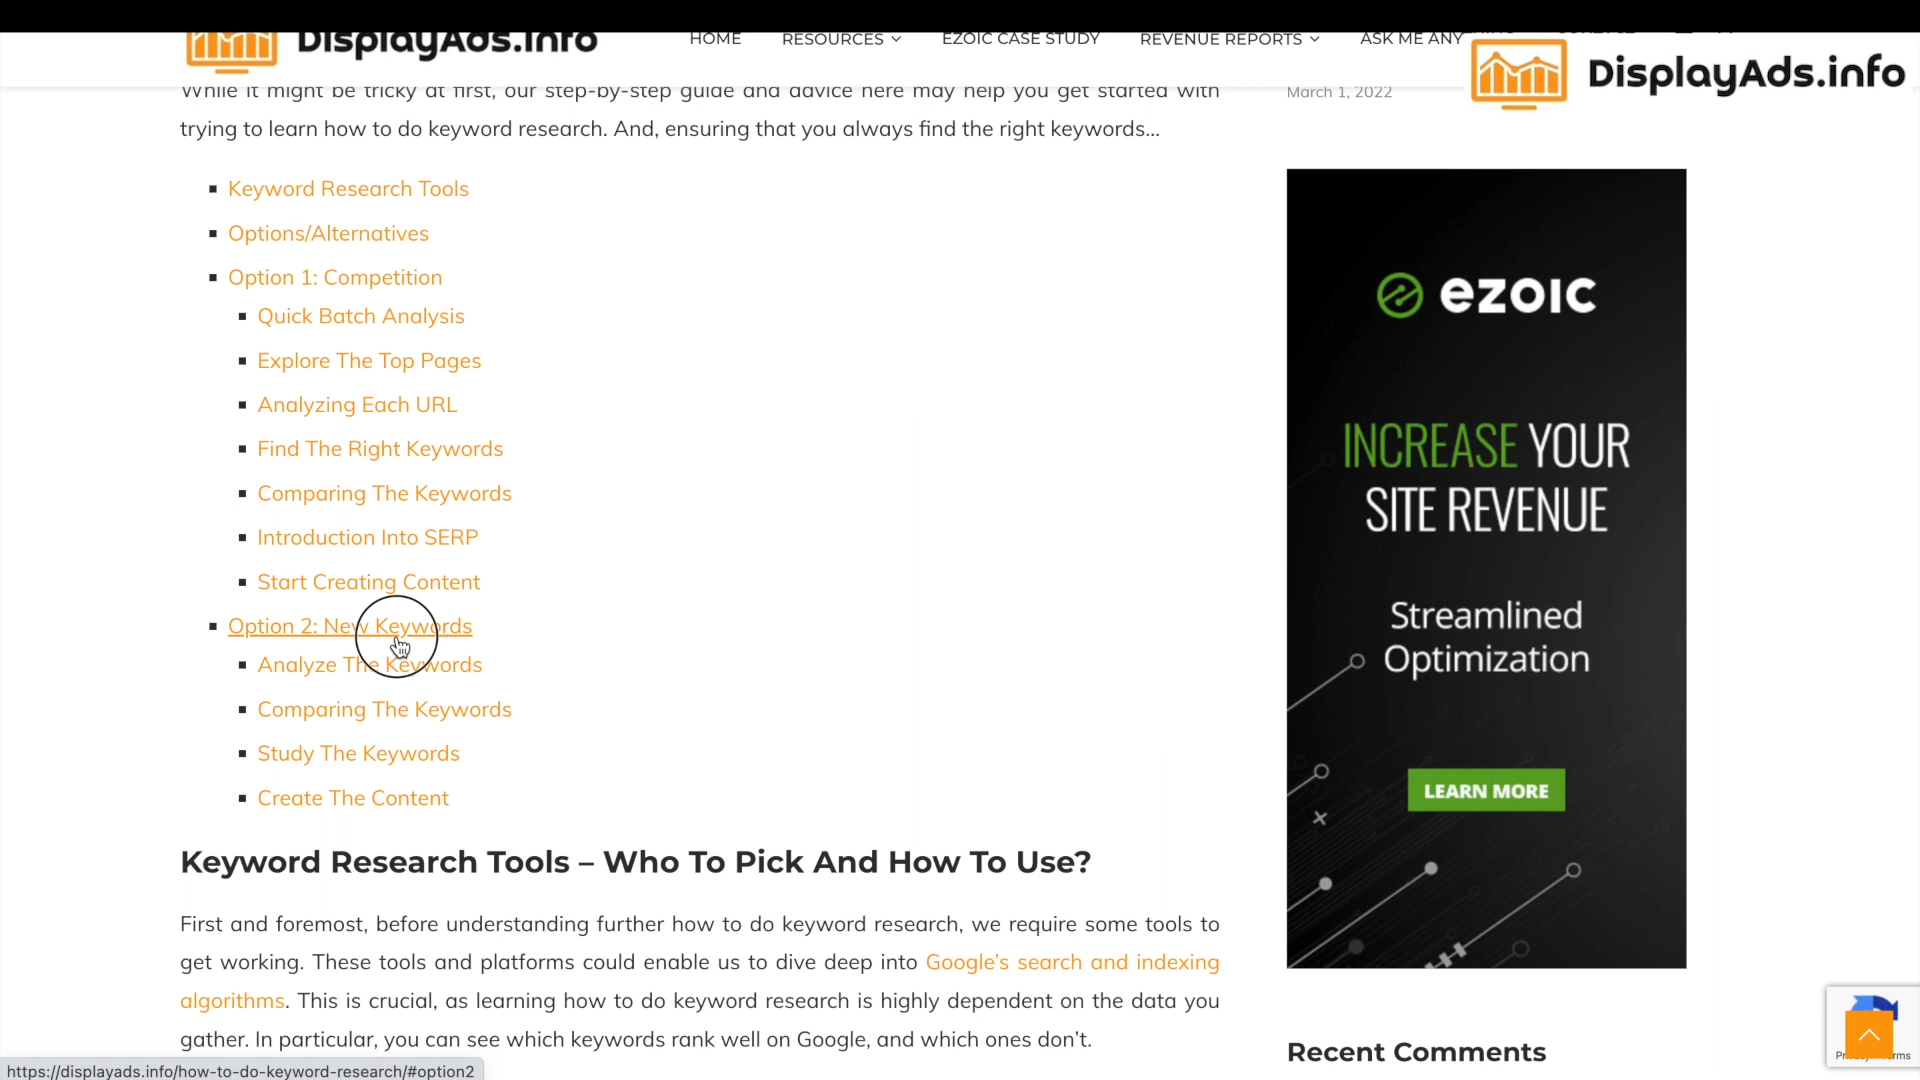 DisplayAds.info
HOME
RESOURCES
EZOIC CASE STUDY
REVENUE REPORTS
ASK ME ANY
DisplayAds.info
While it might be tricky at first, our step-by-step guide and advice here may help you get started with
trying to learn how to do keyword research. And, ensuring that you always find the right keywords...
March 1, 2022
Keyword Research Tools
Options/Alternatives
Option 1: Competition
Quick Batch Analysis
Explore The Top Pages
Analyzing Each URL
Find The Right Keywords
Comparing The Keywords
Introduction Into SERP
Start Creating Content
Option 2: New Keywords
Analyze The Keywords
Comparing The Keywords
Study The Keywords
Create The Content
ezoic
INCREASE YOUR
SITE REVENUE
Streamlined
Optimization
LEARN MORE
Keyword Research Tools – Who To Pick And How To Use?
First and foremost, before understanding further how to do keyword research, we require some tools to
get working. These tools and platforms could enable us to dive deep into Google's search and indexing
algorithms. This is crucial, as learning how to do keyword research is highly dependent on the data you
gather. In particular, you can see which keywords rank well on Google, and which ones don't.
Recent Comments
https://displayads.info/how-to-do-keyword-research/#option2